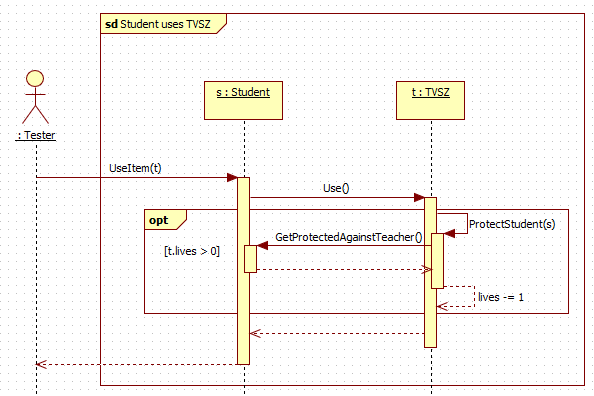 sd Student uses TVSZ
s : Student
t : TVSZ
: Tester
UseItem(t)
Use()
opt
ProtectStudent(s)
GetProtectedAgainstTeacher()
[t.lives > 0]
lives -= 1